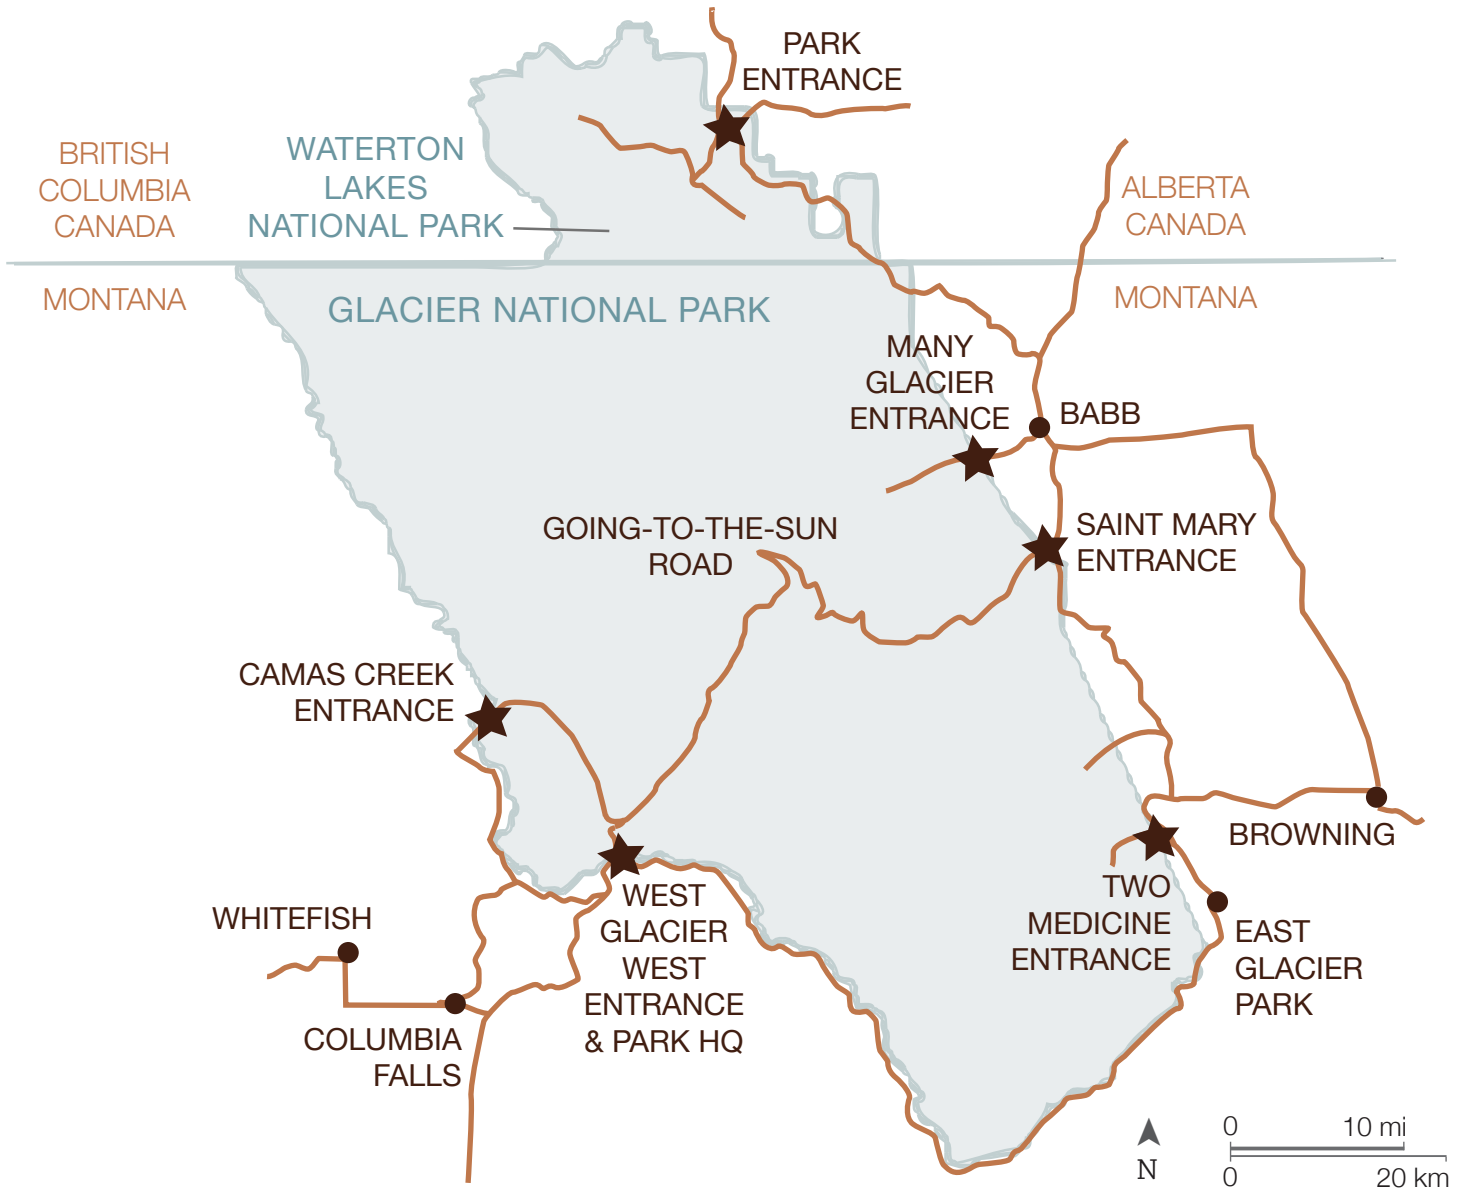 PARK
ENTRANCE
BRITISH
COLUMBIA
CANADA
WATERTON
LAKES
NATIONAL PARK
ALBERTA
CANADA
MONTANA
GLACIER NATIONAL PARK
MONTANA
MANY
GLACIER
ENTRANCE
BABB
GOING-TO-THE-SUN
ROAD
SAINT MARY
ENTRANCE
CAMAS CREEK
ENTRANCE
BROWNING
WHITEFISH
WEST
GLACIER
WEST
ENTRANCE
& PARK HQ
TWO
MEDICINE
ENTRANCE
EAST
GLACIER
PARK
COLUMBIA
FALLS
N
0 10 mi
0 20 km